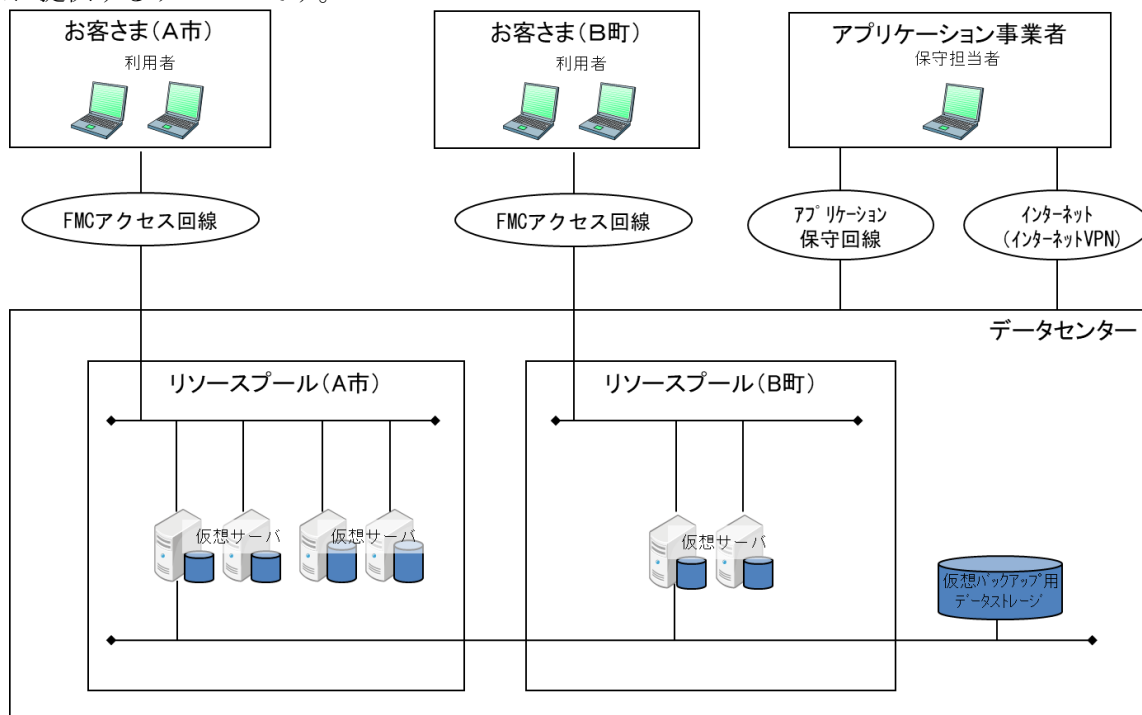 お客さま(A市)
利用者
お客さま(B町)
利用者
アプリケーション事業者
保守担当者
FMCアクセス回線
FMCアクセス回線
アプリケーション
保守回線
インターネット
(インターネットVPN)
データセンター
リソースプール(A市)
リソースプール(B町)
仮想サーバ
仮想サーバ
仮想サーバ
仮想バックアップ用
データストレージ